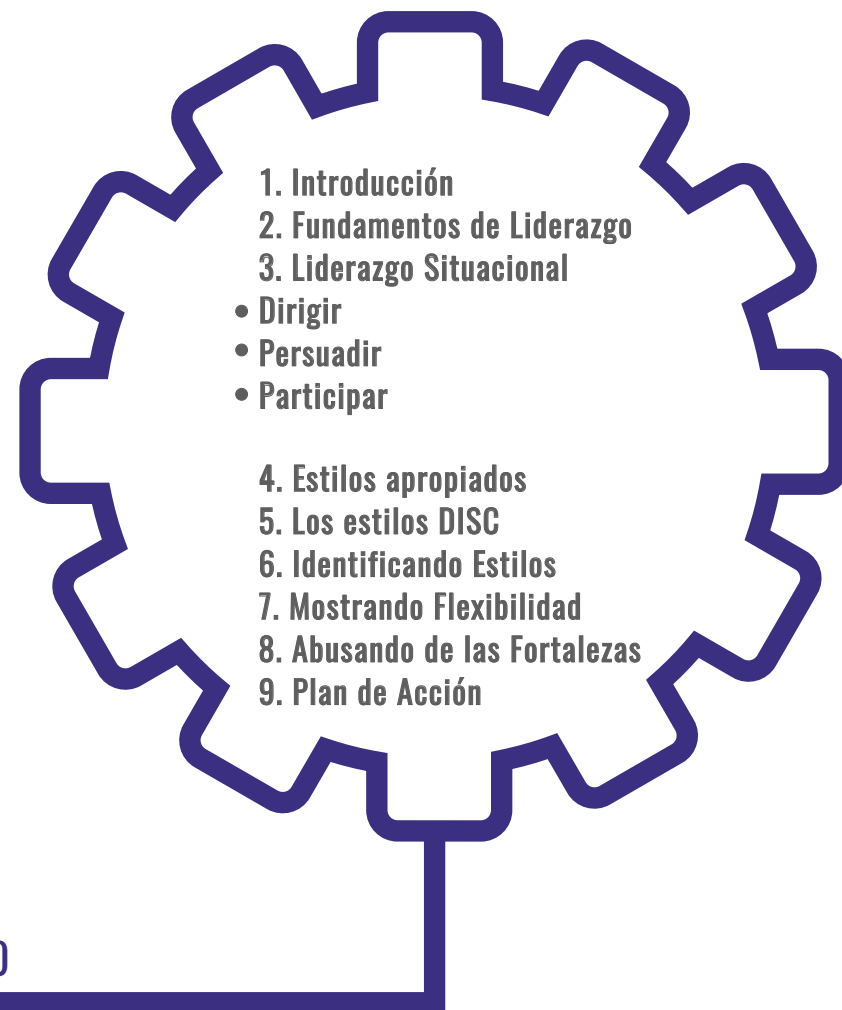 1. Introducción
2. Fundamentos de Liderazgo
3. Liderazgo Situacional
• Dirigir
• Persuadir
• Participar
4. Estilos apropiados
5. Los estilos DISC
6. Identificando Estilos
7. Mostrando Flexibilidad
8. Abusando de las Fortalezas
9. Plan de Acción